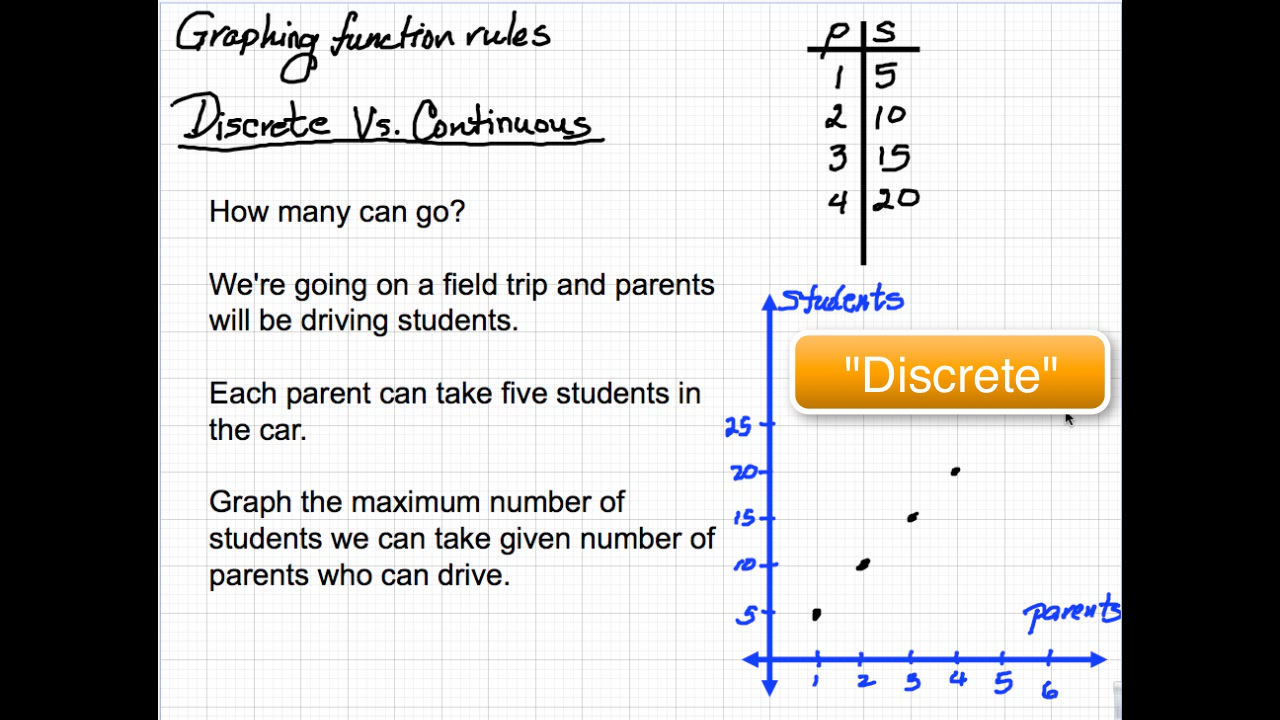 Graphing function rules
Discrete Vs. Continuous
How many can go?
We're going on a field trip and parents
will be driving students.
Each parent can take five students in
the car.
Graph the maximum number of
students we can take given number of
parents who can drive.
P S
1 5
2 10
3 15
4 20
students
"Discrete"
25
20
15
10
5
parents
1 2 3 4 5 6